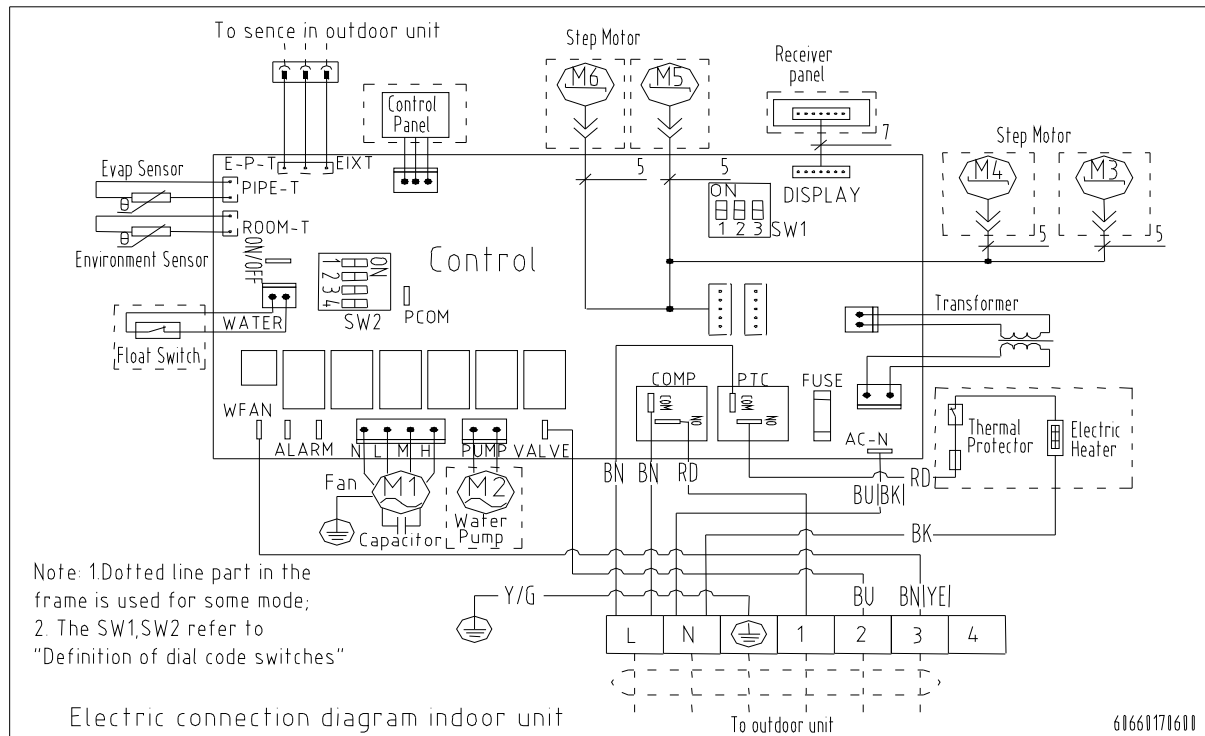 To sence in outdoor unit
Step Motor
M6
M5
Receiver
panel
Control
Panel
7
Step Motor
M4
M3
E-P-T
EIXT
5
5
Evap Sensor
PIPE-T
ON
1 2 3
SW1
DISPLAY
θ
ROOM-T
5
5
θ
Environment Sensor
ON/OFF
ON
1
2
3
4
Control
Transformer
WATER
SW2
PCOM
Float Switch
COMP
PTC
FUSE
COM
NO
COM
NO
WFAN
Thermal
Protector
Electric
Heater
ALARM
N L M H
PUMP
VALVE
AC-N
BN
BN
RD
RD
BU|BK|
Fan
M1
M2
Capacitor
Water
Pump
BK
Note: 1.Dotted line part in the
frame is used for some mode;
2. The SW1,SW2 refer to
"Definition of dial code switches"
Y/G
BU
BN|YE|
L N 1 2 3 4
Electric connection diagram indoor unit
To outdoor unit
60660170600